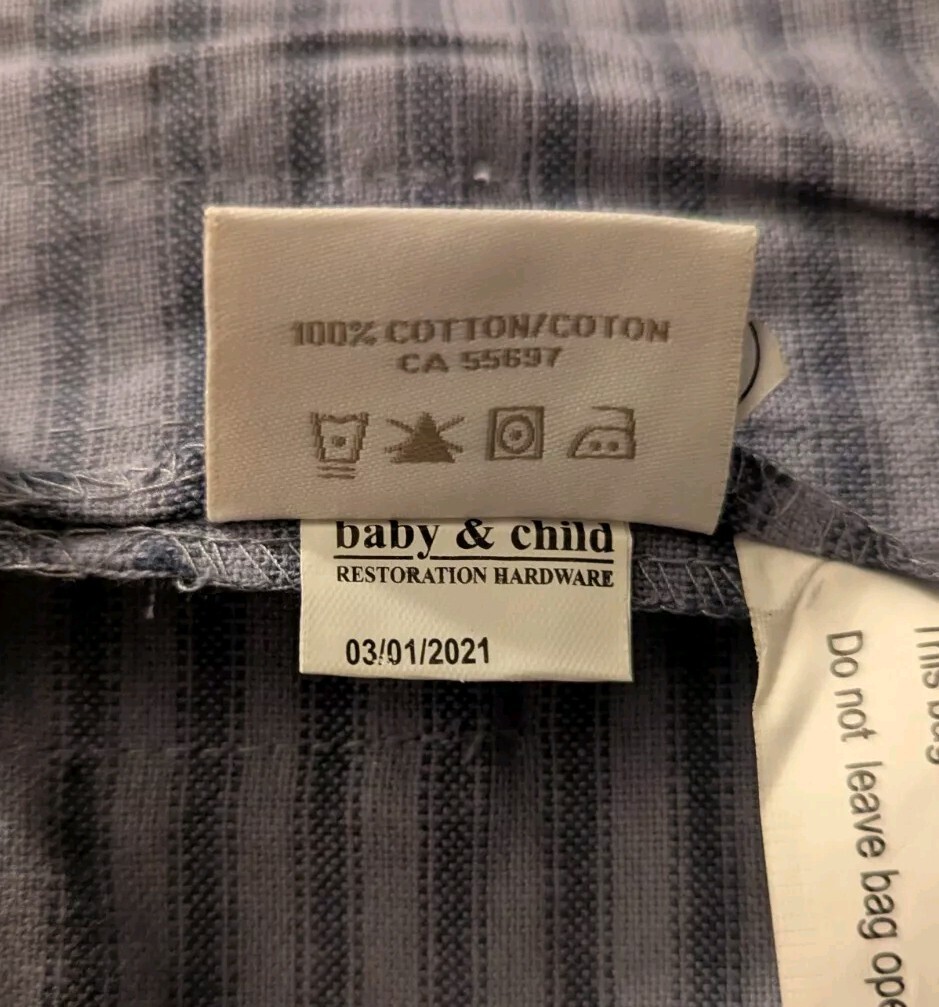 100% COTTON/COTON
CA 55697
baby & child
RESTORATION HARDWARE
03/01/2021
Do not leave bag